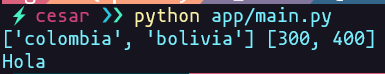 ⚡ cesar ❯❯ python app/main.py
['colombia', 'bolivia'] [300, 400]
Hola